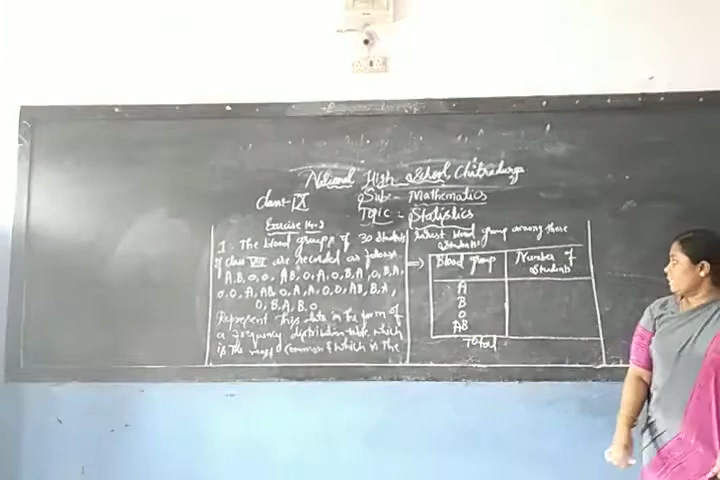 National High School, Chitradurga
Class-IX
Sub:- Mathematics
Topic:- Statistics
Exercise 14-2
1. The blood groups of 30 students
of class VIII are recorded as follows.
A,B,O,O, AB,O,A,O,B,A,O,B,A,
O,O,A,AB,O,A,A,O,O,AB,B,A,
O,B,A,B,O
Represent this data in the form of
a frequency distribution table. which
is the most common & which is the
rarest blood group among these
students.
⇒
Blood group
Number of
Students
A
B
O
AB
Total